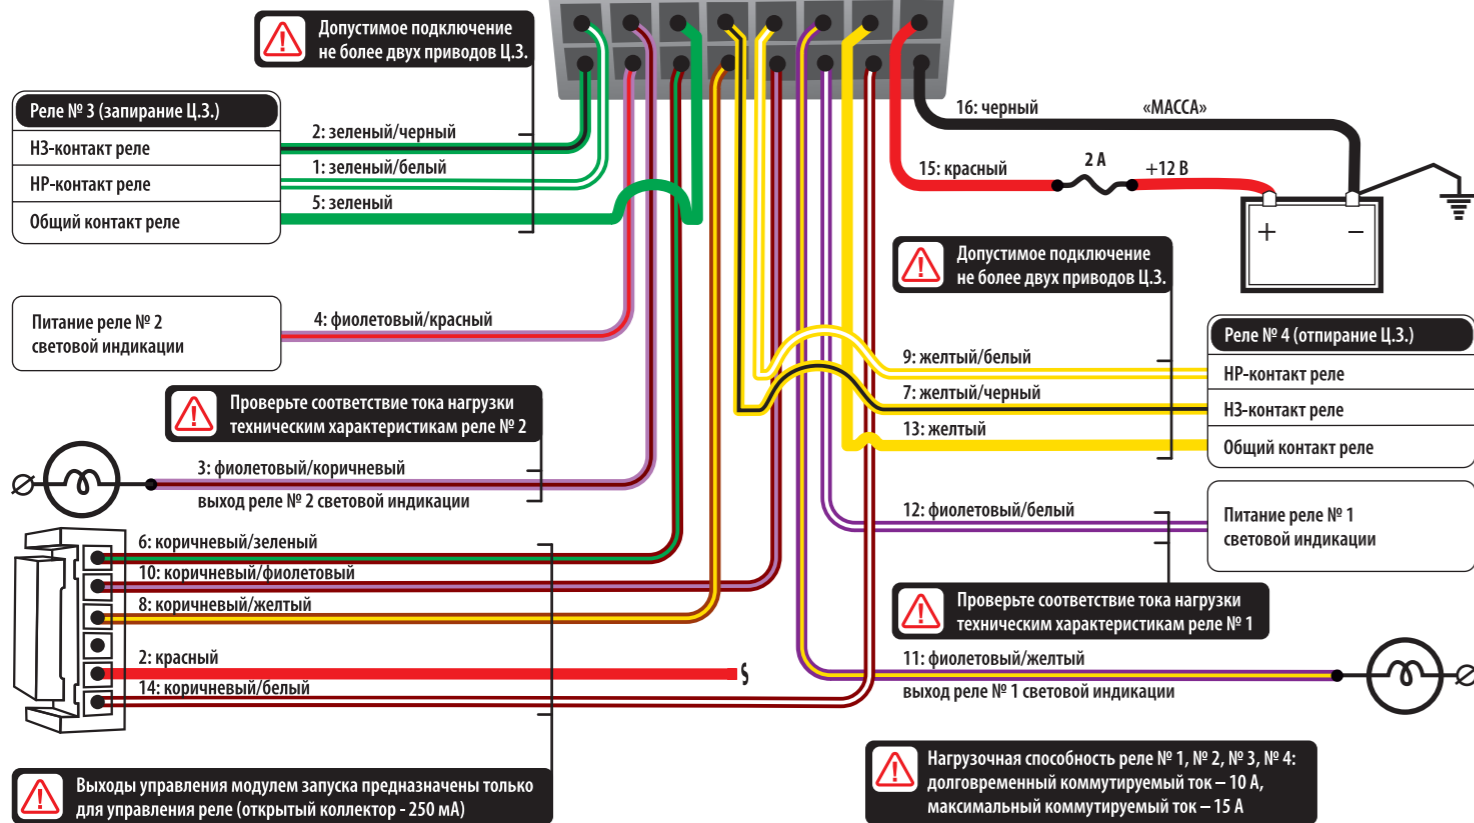 Допустимое подключение
не более двух приводов Ц.З.
Реле № 3 (запирание Ц.З.)
НЗ-контакт реле
НР-контакт реле
Общий контакт реле
2: зеленый/черный
1: зеленый/белый
5: зеленый
Питание реле № 2
световой индикации
4: фиолетовый/красный
Проверьте соответствие тока нагрузки
техническим характеристикам реле № 2
3: фиолетовый/коричневый
выход реле № 2 световой индикации
6: коричневый/зеленый
10: коричневый/фиолетовый
8: коричневый/желтый
2: красный
14: коричневый/белый
Выходы управления модулем запуска предназначены только
для управления реле (открытый коллектор - 250 мА)
16: черный
«МАССА»
15: красный
2 А
+12 В
+ −
Допустимое подключение
не более двух приводов Ц.З.
Реле № 4 (отпирание Ц.З.)
НР-контакт реле
НЗ-контакт реле
Общий контакт реле
9: желтый/белый
7: желтый/черный
13: желтый
12: фиолетовый/белый
Питание реле № 1
световой индикации
Проверьте соответствие тока нагрузки
техническим характеристикам реле № 1
11: фиолетовый/желтый
выход реле № 1 световой индикации
Нагрузочная способность реле № 1, № 2, № 3, № 4:
долговременный коммутируемый ток – 10 А,
максимальный коммутируемый ток – 15 А